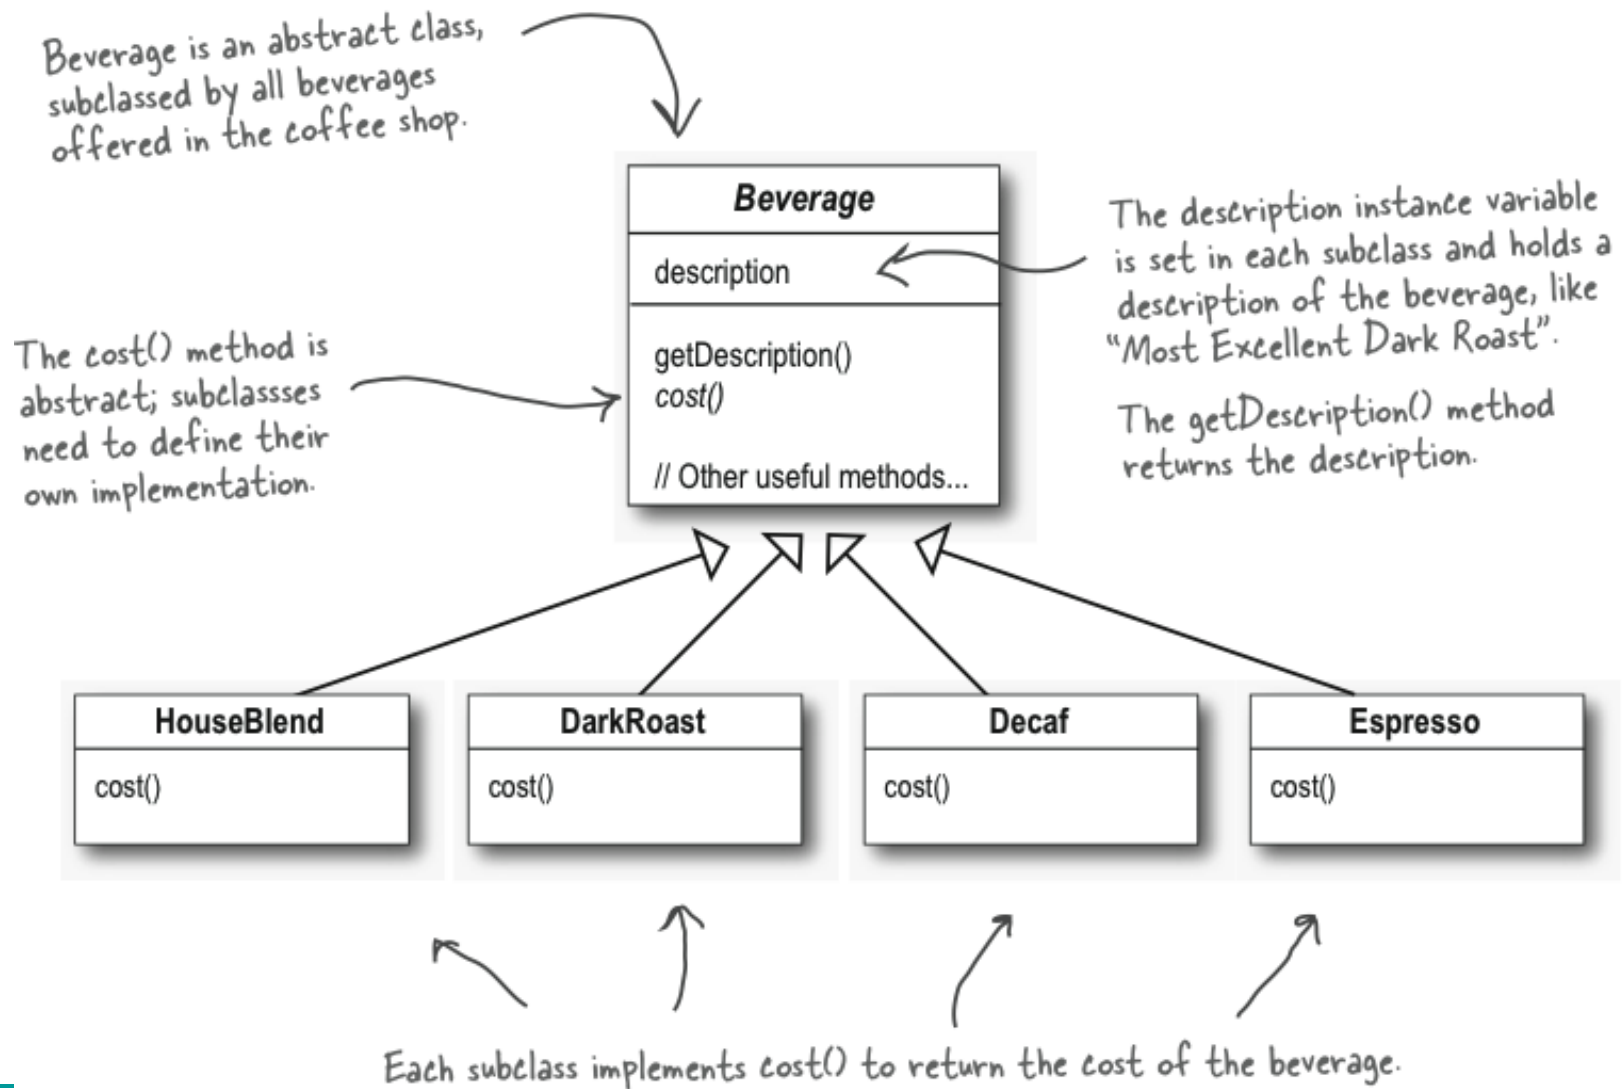 Beverage is an abstract class,
subclassed by all beverages
offered in the coffee shop.
Beverage
description
getDescription()
cost()
// Other useful methods...
The description instance variable
is set in each subclass and holds a
description of the beverage, like
“Most Excellent Dark Roast”.
The getDescription() method
returns the description.
The cost() method is
abstract; subclassses
need to define their
own implementation.
HouseBlend
cost()
DarkRoast
cost()
Decaf
cost()
Espresso
cost()
Each subclass implements cost() to return the cost of the beverage.